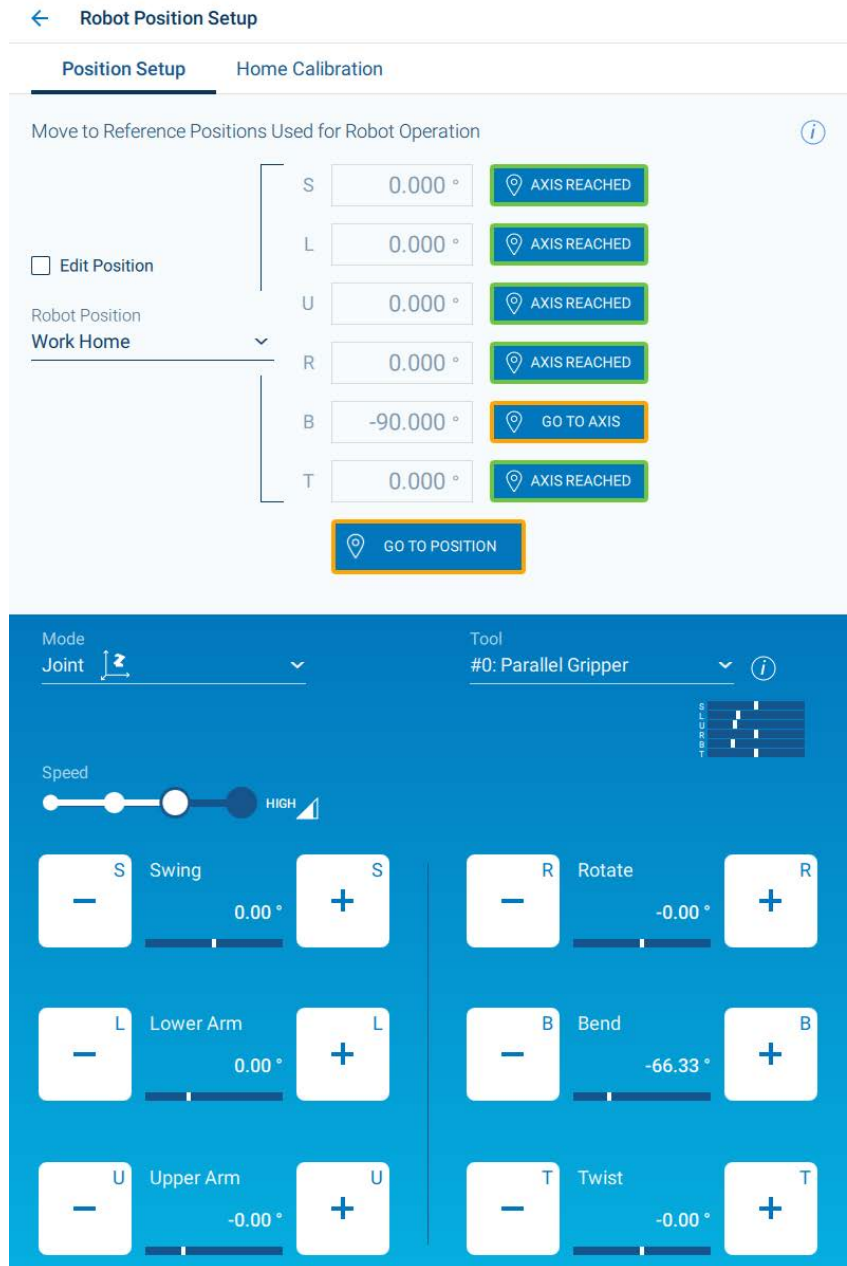 Robot Position Setup
Position Setup Home Calibration
Move to Reference Positions Used for Robot Operation
S 0.000 ° AXIS REACHED
L 0.000 ° AXIS REACHED
Edit Position
U 0.000 ° AXIS REACHED
Robot Position
Work Home
R 0.000 ° AXIS REACHED
B -90.000 ° GO TO AXIS
T 0.000 ° AXIS REACHED
GO TO POSITION
Mode
Joint
Tool
#0: Parallel Gripper
S
L
U
R
B
T
Speed
HIGH
− S Swing + S
0.00 °
− R Rotate + R
-0.00 °
− L Lower Arm + L
0.00 °
− B Bend + B
-66.33 °
− U Upper Arm + U
-0.00 °
− T Twist + T
-0.00 °